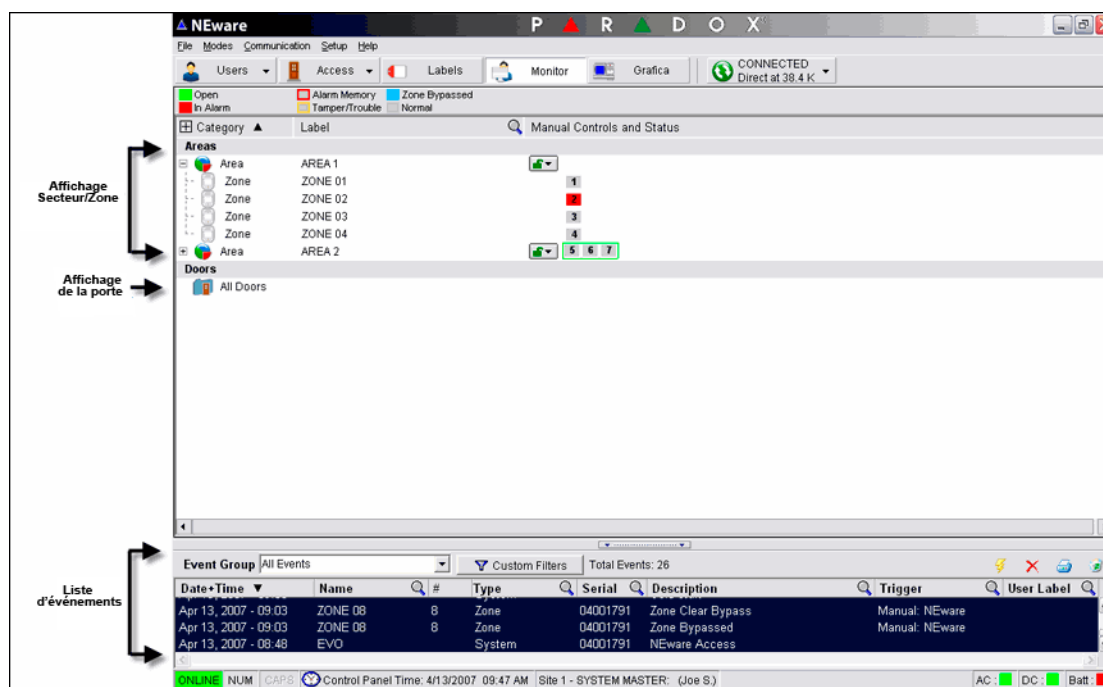 NEware
P A R A D O X
File Modes Communication Setup Help
Users Access Labels Monitor Grafica CONNECTED
Direct at 38.4 K
Open Alarm Memory Zone Bypassed
In Alarm Tamper/Trouble Normal
Category Label Manual Controls and Status
Areas
Area AREA 1
Zone ZONE 01 1
Zone ZONE 02 2
Zone ZONE 03 3
Zone ZONE 04 4
Area AREA 2 5 6 7
Doors
All Doors
Affichage
Secteur/Zone
Affichage
de la porte
Liste
d'événements
Event Group All Events Custom Filters Total Events: 26
Date+Time Name # Type Serial Description Trigger User Label
Apr 13, 2007 - 09:03 ZONE 08 8 Zone 04001791 Zone Clear Bypass Manual: NEware
Apr 13, 2007 - 09:03 ZONE 08 8 Zone 04001791 Zone Bypassed Manual: NEware
Apr 13, 2007 - 08:48 EVO System 04001791 NEware Access
ONLINE NUM CAPS Control Panel Time: 4/13/2007 09:47 AM Site 1 - SYSTEM MASTER: (Joe S.) AC: DC: Batt: